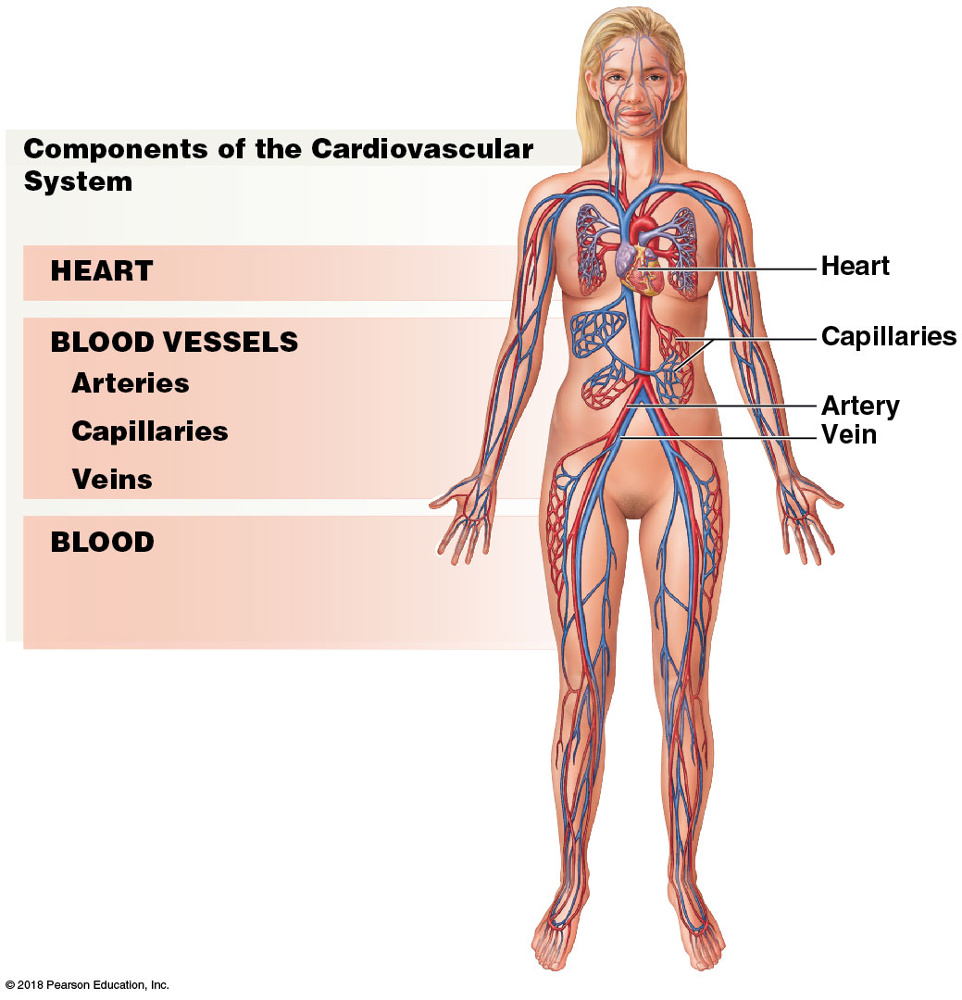 Components of the Cardiovascular
System
HEART
BLOOD VESSELS
Arteries
Capillaries
Veins
BLOOD
Heart
Capillaries
Artery
Vein
© 2018 Pearson Education, Inc.